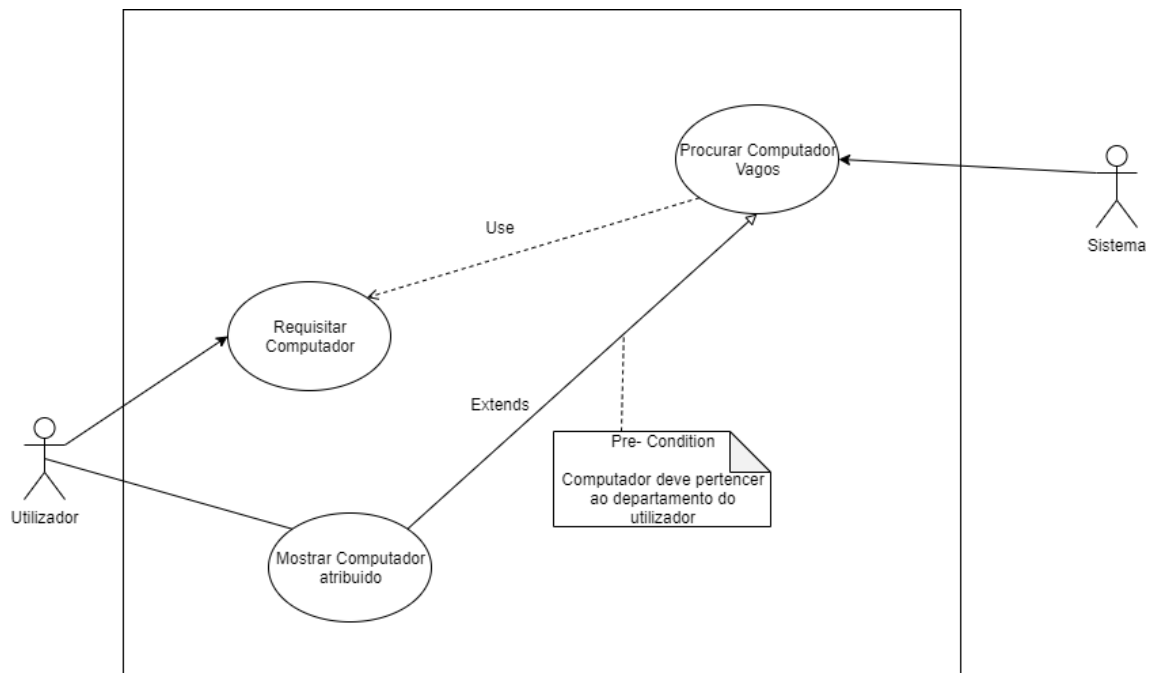 Procurar Computador
Vagos
Sistema
Use
Requisitar
Computador
Extends
Pre- Condition
Computador deve pertencer
ao departamento do
utilizador
Utilizador
Mostrar Computador
atribuido